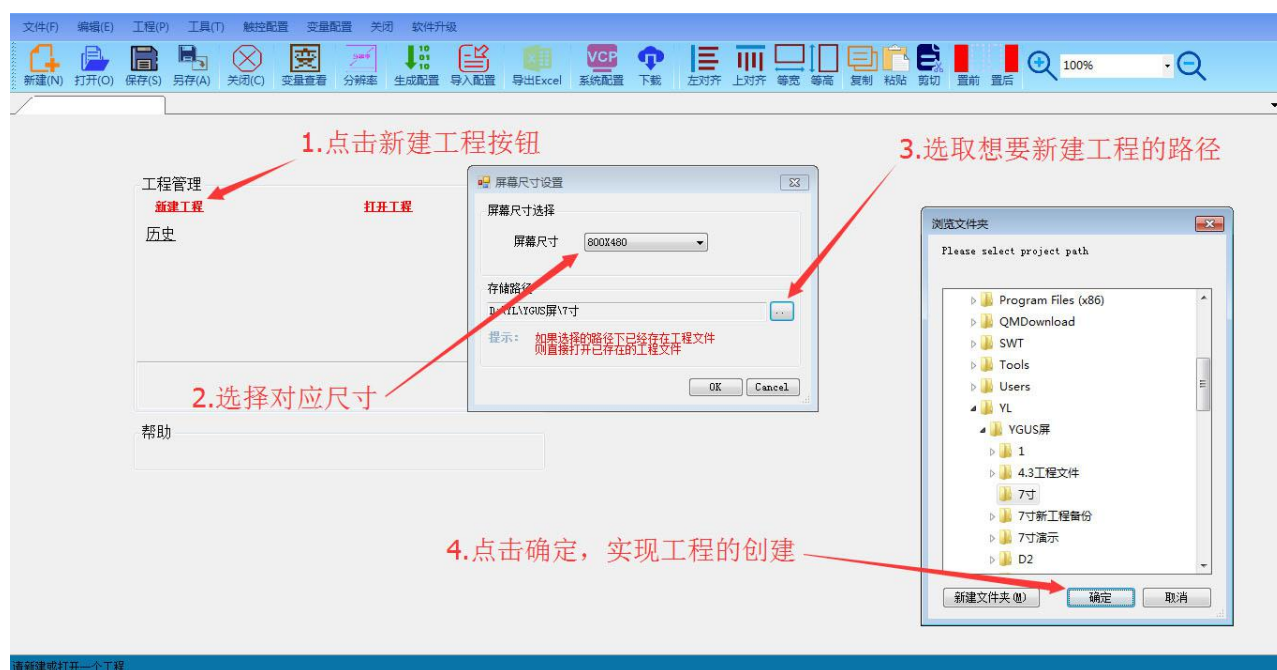 文件(F) 编辑(E) 工程(P) 工具(T) 触控配置 变量配置 关闭 软件升级
变 10 01 10 VCP 100%
新建(N) 打开(O) 保存(S) 另存(A) 关闭(C) 变量查看 分辨率 生成配置 导入配置 导出Excel 系统配置 下载 左对齐 上对齐 等宽 等高 复制 粘贴 剪切 置前 置后
1.点击新建工程按钮
3.选取想要新建工程的路径
工程管理
新建工程 打开工程
历史
屏幕尺寸设置
屏幕尺寸选择
屏幕尺寸 800X480
存储路径
D:\YL\YGUS屏\7寸 ..
提示： 如果选择的路径下已经存在工程文件
则直接打开已存在的工程文件
OK Cancel
2.选择对应尺寸
浏览文件夹
Please select project path
Program Files (x86)
QMDownload
SWT
Tools
Users
YL
YGUS屏
1
4.3工程文件
7寸
7寸新工程备份
7寸演示
D2
新建文件夹(M) 确定 取消
帮助
4.点击确定，实现工程的创建
请新建或打开一个工程